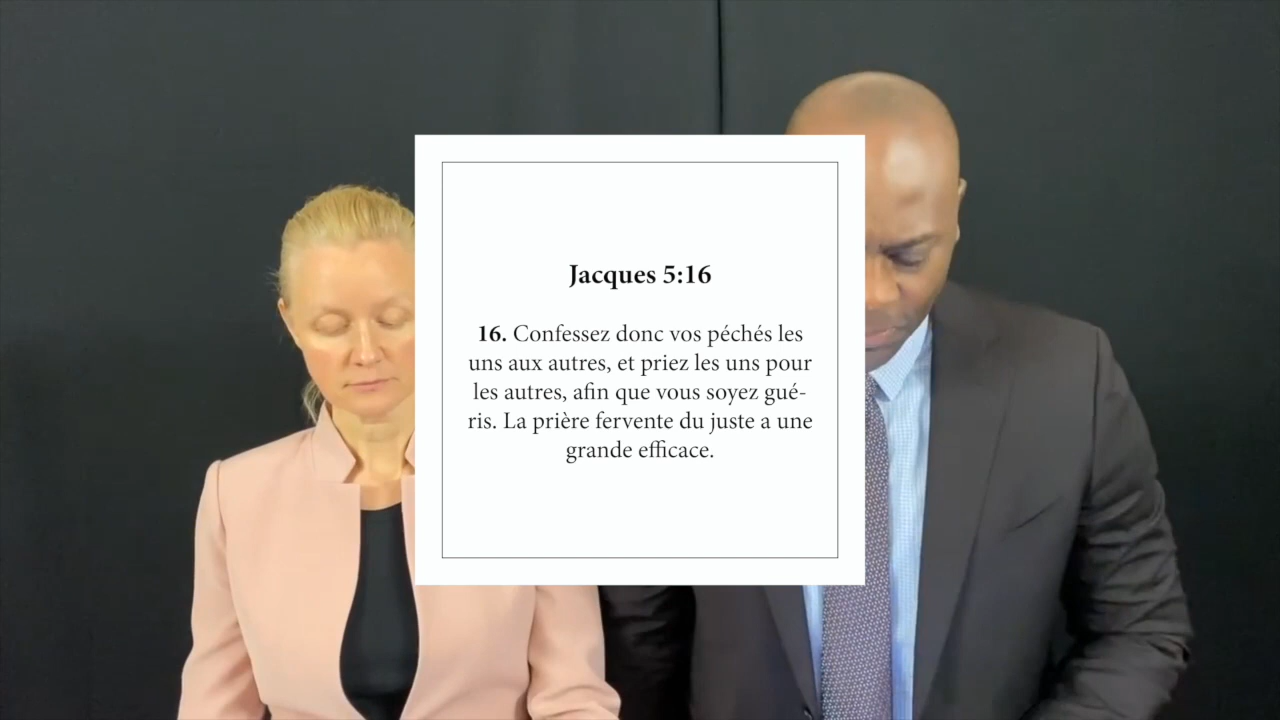 Jacques 5:16
16. Confessez donc vos péchés les
uns aux autres, et priez les uns pour
les autres, afin que vous soyez gué-
ris. La prière fervente du juste a une
grande efficace.